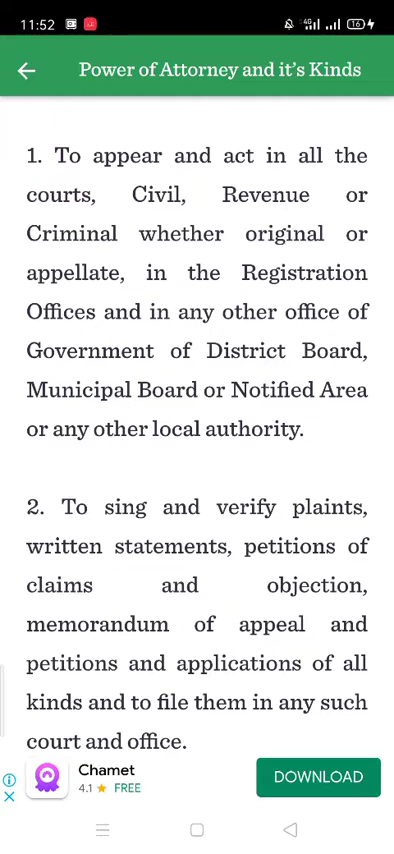 11:52
4G
16
Power of Attorney and it's Kinds
1. To appear and act in all the
courts, Civil, Revenue or
Criminal whether original or
appellate, in the Registration
Offices and in any other office of
Government of District Board,
Municipal Board or Notified Area
or any other local authority.
2. To sing and verify plaints,
written statements, petitions of
claims and objection,
memorandum of appeal and
petitions and applications of all
kinds and to file them in any such
court and office.
Chamet
4.1 ★ FREE
DOWNLOAD